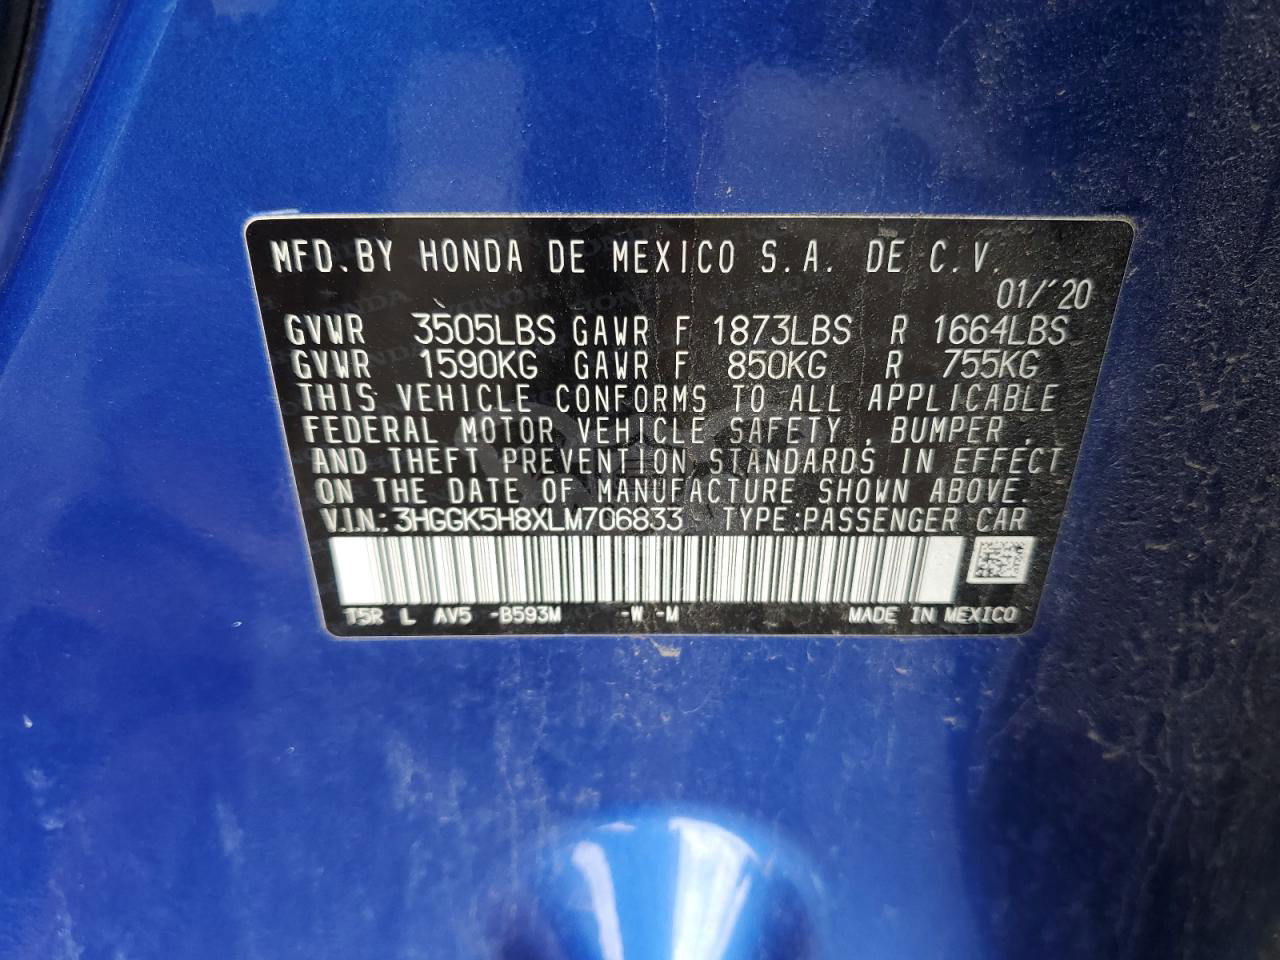 MFD. BY HONDA DE MEXICO S.A. DE C.V.
01/'20
GVWR 3505LBS GAWR F 1873LBS R 1664LBS
GVWR 1590KG GAWR F 850KG R 755KG
THIS VEHICLE CONFORMS TO ALL APPLICABLE
FEDERAL MOTOR VEHICLE SAFETY , BUMPER ,
AND THEFT PREVENTION STANDARDS IN EFFECT
ON THE DATE OF MANUFACTURE SHOWN ABOVE.
V.I.N.: 3HGGK5H8XLM706833 TYPE:PASSENGER CAR
T5R L AV5 -B593M -W -M MADE IN MEXICO